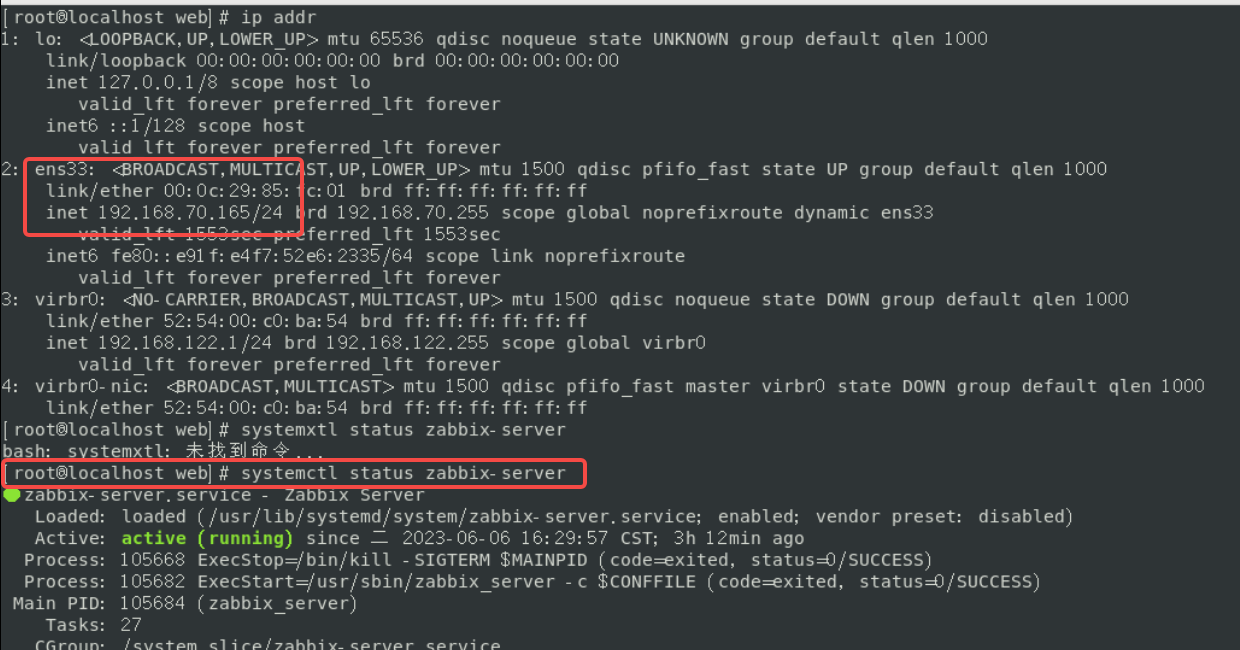 [root@localhost web]# ip addr
1: lo: <LOOPBACK,UP,LOWER_UP> mtu 65536 qdisc noqueue state UNKNOWN group default qlen 1000
link/loopback 00:00:00:00:00:00 brd 00:00:00:00:00:00
inet 127.0.0.1/8 scope host lo
valid_lft forever preferred_lft forever
inet6 ::1/128 scope host
valid_lft forever preferred_lft forever
2: ens33: <BROADCAST,MULTICAST,UP,LOWER_UP> mtu 1500 qdisc pfifo_fast state UP group default qlen 1000
link/ether 00:0c:29:85:fc:01 brd ff:ff:ff:ff:ff:ff
inet 192.168.70.165/24 brd 192.168.70.255 scope global noprefixroute dynamic ens33
valid_lft 1553sec preferred_lft 1553sec
inet6 fe80::e91f:e4f7:52e6:2335/64 scope link noprefixroute
valid_lft forever preferred_lft forever
3: virbr0: <NO-CARRIER,BROADCAST,MULTICAST,UP> mtu 1500 qdisc noqueue state DOWN group default qlen 1000
link/ether 52:54:00:c0:ba:54 brd ff:ff:ff:ff:ff:ff
inet 192.168.122.1/24 brd 192.168.122.255 scope global virbr0
valid_lft forever preferred_lft forever
4: virbr0-nic: <BROADCAST,MULTICAST> mtu 1500 qdisc pfifo_fast master virbr0 state DOWN group default qlen 1000
link/ether 52:54:00:c0:ba:54 brd ff:ff:ff:ff:ff:ff
[root@localhost web]# systemxtl status zabbix-server
bash: systemxtl: 未找到命令...
[root@localhost web]# systemctl status zabbix-server
● zabbix-server.service - Zabbix Server
Loaded: loaded (/usr/lib/systemd/system/zabbix-server.service; enabled; vendor preset: disabled)
Active: active (running) since 二 2023-06-06 16:29:57 CST; 3h 12min ago
Process: 105668 ExecStop=/bin/kill -SIGTERM $MAINPID (code=exited, status=0/SUCCESS)
Process: 105682 ExecStart=/usr/sbin/zabbix_server -c $CONFFILE (code=exited, status=0/SUCCESS)
Main PID: 105684 (zabbix_server)
Tasks: 27
CGroup: /system.slice/zabbix-server.service